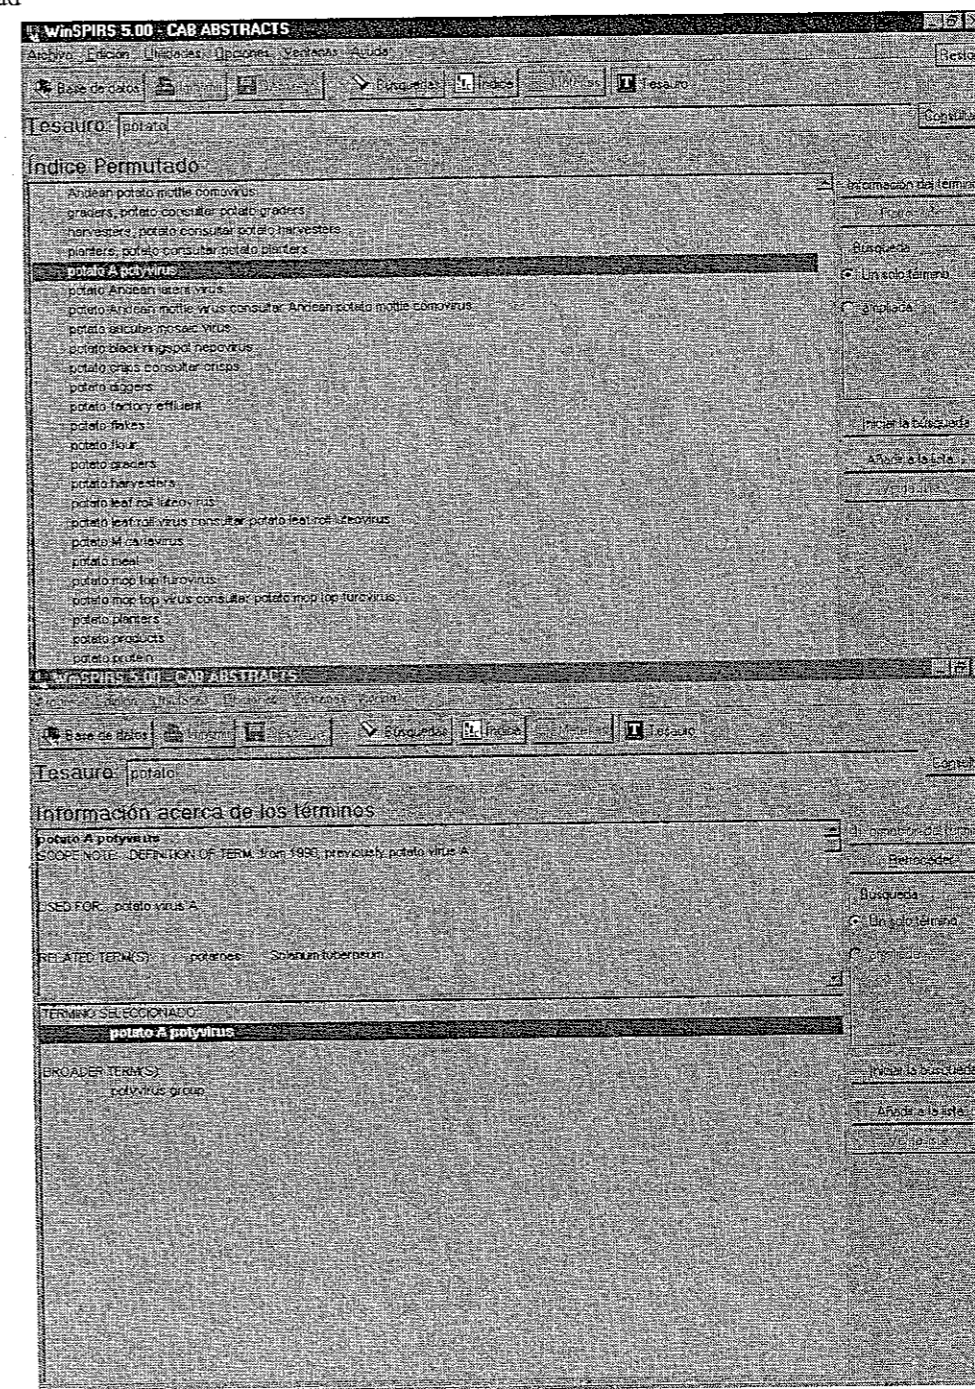 WinSPIRS 5.00 - CAB ABSTRACTS
Archivo Edición Unidades Opciones Ventanas Ayuda
Base de datos Búsquedas Índice Tesauro
Tesauro: potato
Índice Permutado
Andean potato mottle comovirus
graders, potato consultar potato graders
harvesters, potato consultar potato harvesters
planters, potato consultar potato planters
potato A potyvirus
potato Andean latent virus
potato Andean mottle virus consultar Andean potato mottle comovirus
potato aucuba mosaic virus
potato black ringspot nepovirus
potato chips consultar crisps
potato diggers
potato factory effluent
potato flakes
potato flour
potato graders
potato harvesters
potato leaf roll luteovirus
potato leaf roll virus consultar potato leaf roll luteovirus
potato M carlavirus
potato meal
potato mop top furovirus
potato mop top virus consultar potato mop top furovirus
potato planters
potato products
potato protein
Información del término
Búsqueda
Un solo término
ampliada
Iniciar la búsqueda
Añadir a la lista
WinSPIRS 5.00 - CAB ABSTRACTS
Base de datos Búsquedas Índice Tesauro
Tesauro: potato
Información acerca de los términos
potato A potyvirus
SCOPE NOTE: DEFINITION OF TERM: from 1990, previously potato virus A
USED FOR: potato virus A
RELATED TERM(S): potatoes Solanum tuberosum
TÉRMINO SELECCIONADO:
potato A potyvirus
BROADER TERM(S):
potyvirus group
Retroceder
Búsqueda
Un solo término
Iniciar la búsqueda
Añadir a la lista